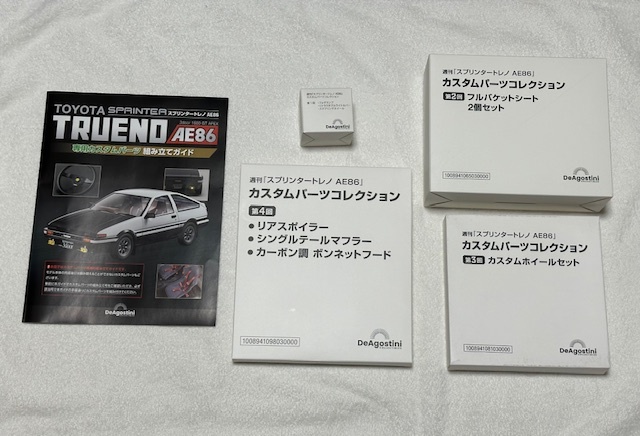 TOYOTA SPRINTER スプリンタートレノ AE86
TRUENO AE86
専用カスタムパーツ 組み立てガイド
週刊「スプリンタートレノ AE86」
カスタムパーツコレクション
第2回 フルバケットシート
2個セット
1008941065030000
DeAgostini
週刊「スプリンタートレノ AE86」
カスタムパーツコレクション
第4回
● リアスポイラー
● シングルテールマフラー
● カーボン調 ボンネットフード
1008941098030000
DeAgostini
週刊「スプリンタートレノ AE86」
カスタムパーツコレクション
第3回 カスタムホイールセット
1008941081030000
DeAgostini
DeAgostini